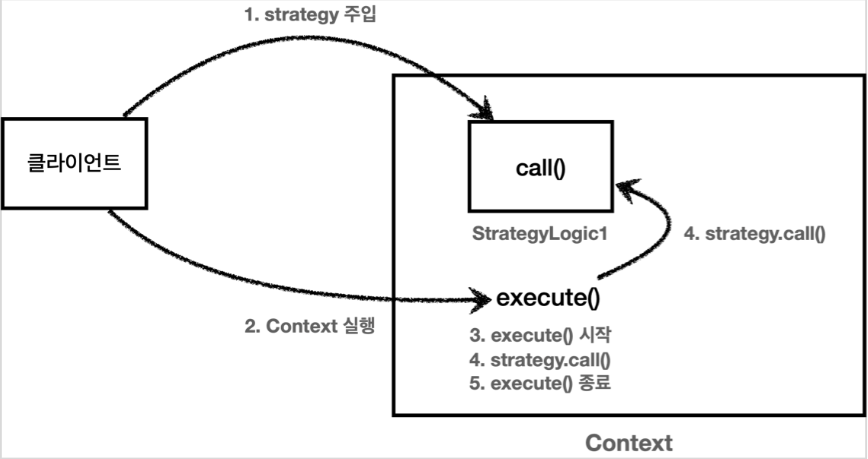 1. strategy 주입
클라이언트
call()
StrategyLogic1
4. strategy.call()
execute()
2. Context 실행
3. execute() 시작
4. strategy.call()
5. execute() 종료
Context